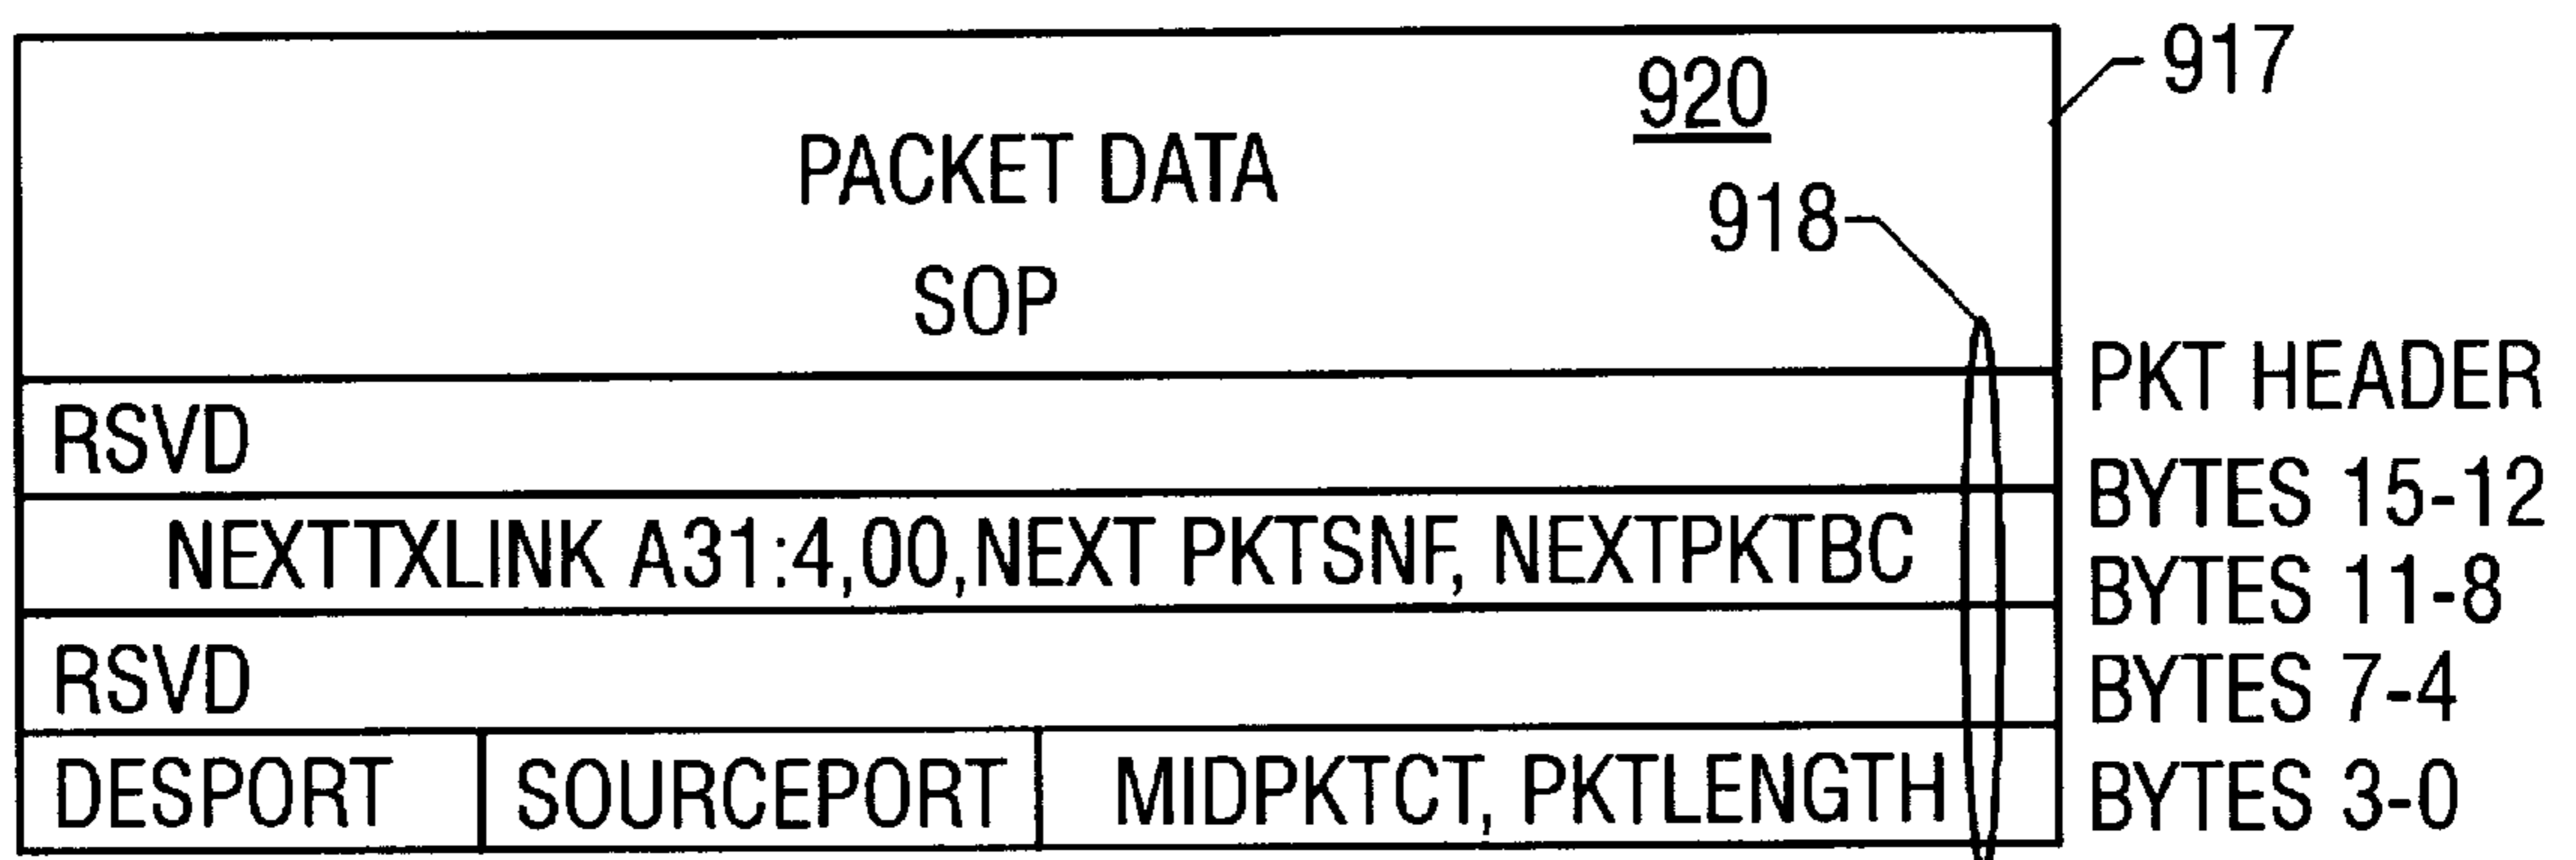 920
917
PACKET DATA
918
SOP
PKT HEADER
RSVD
BYTES 15-12
NEXTTXLINK A31:4,00,NEXT PKTSNF, NEXTPKTBC
BYTES 11-8
RSVD
BYTES 7-4
DESPORT SOURCEPORT MIDPKTCT, PKTLENGTH
BYTES 3-0